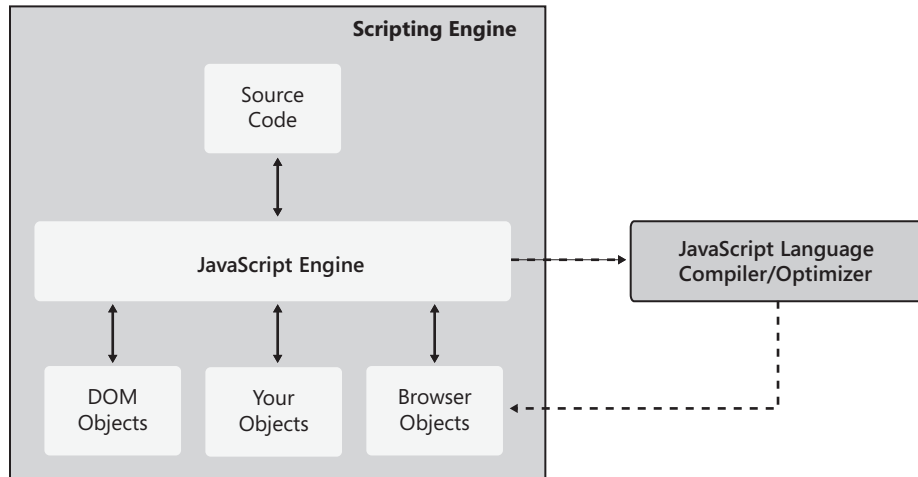 Scripting Engine
Source
Code
JavaScript Engine
JavaScript Language
Compiler/Optimizer
DOM
Objects
Your
Objects
Browser
Objects